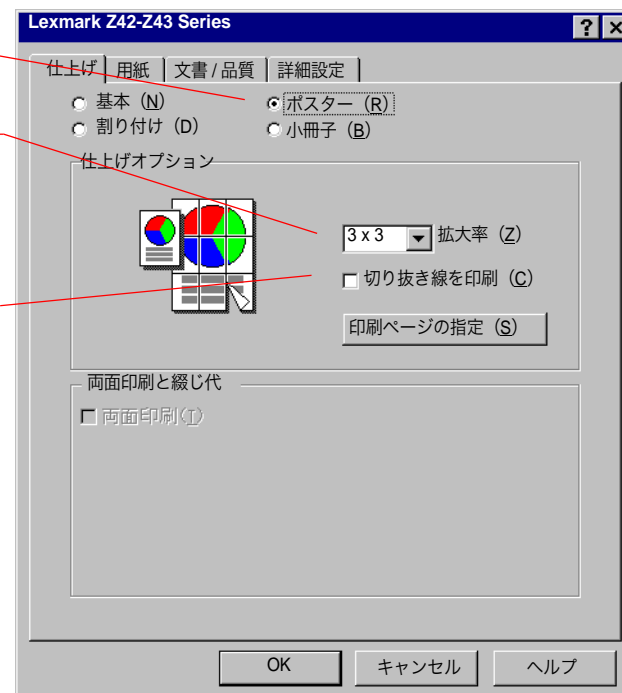 Lexmark Z42-Z43 Series
仕上げ 用紙 文書/品質 詳細設定
基本 (N) ポスター (R)
割り付け (D) 小冊子 (B)
仕上げオプション
3 x 3 拡大率 (Z)
切り抜き線を印刷 (C)
印刷ページの指定 (S)
両面印刷と綴じ代
両面印刷(T)
OK キャンセル ヘルプ